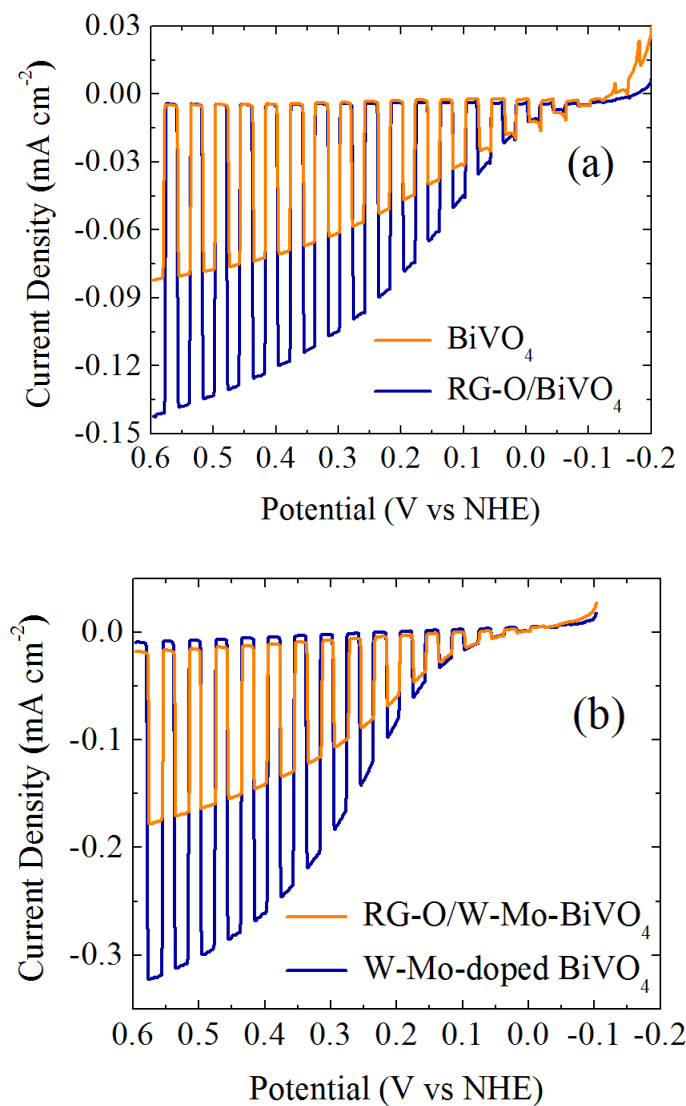 0.03
0.00
-0.03
-0.06
-0.09
-0.12
-0.15
Current Density (mA cm⁻²)
(a)
BiVO₄
RG-O/BiVO₄
0.6 0.5 0.4 0.3 0.2 0.1 0.0 -0.1 -0.2
Potential (V vs NHE)
0.0
-0.1
-0.2
-0.3
Current Density (mA cm⁻²)
(b)
RG-O/W-Mo-BiVO₄
W-Mo-doped BiVO₄
0.6 0.5 0.4 0.3 0.2 0.1 0.0 -0.1 -0.2
Potential (V vs NHE)